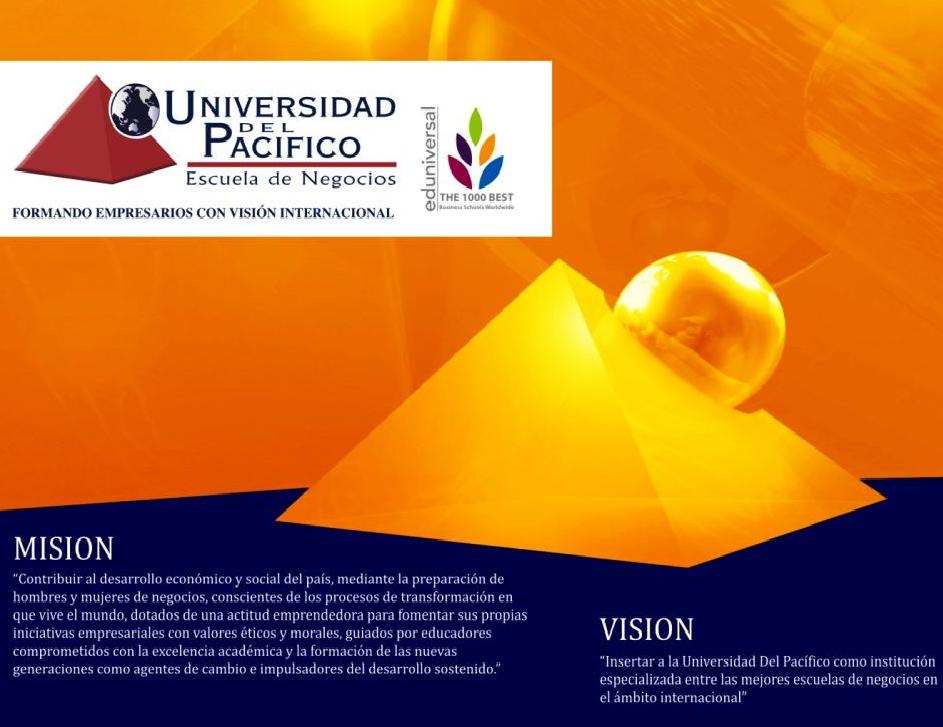 UNIVERSIDAD
DEL
PACIFICO
Escuela de Negocios
FORMANDO EMPRESARIOS CON VISIÓN INTERNACIONAL
eduniversal
THE 1000 BEST
Business Schools Worldwide
MISION
“Contribuir al desarrollo económico y social del país, mediante la preparación de
hombres y mujeres de negocios, conscientes de los procesos de transformación en
que vive el mundo, dotados de una actitud emprendedora para fomentar sus propias
iniciativas empresariales con valores éticos y morales, guiados por educadores
comprometidos con la excelencia académica y la formación de las nuevas
generaciones como agentes de cambio e impulsadores del desarrollo sostenido.”
VISION
“Insertar a la Universidad Del Pacífico como institución
especializada entre las mejores escuelas de negocios en
el ámbito internacional”